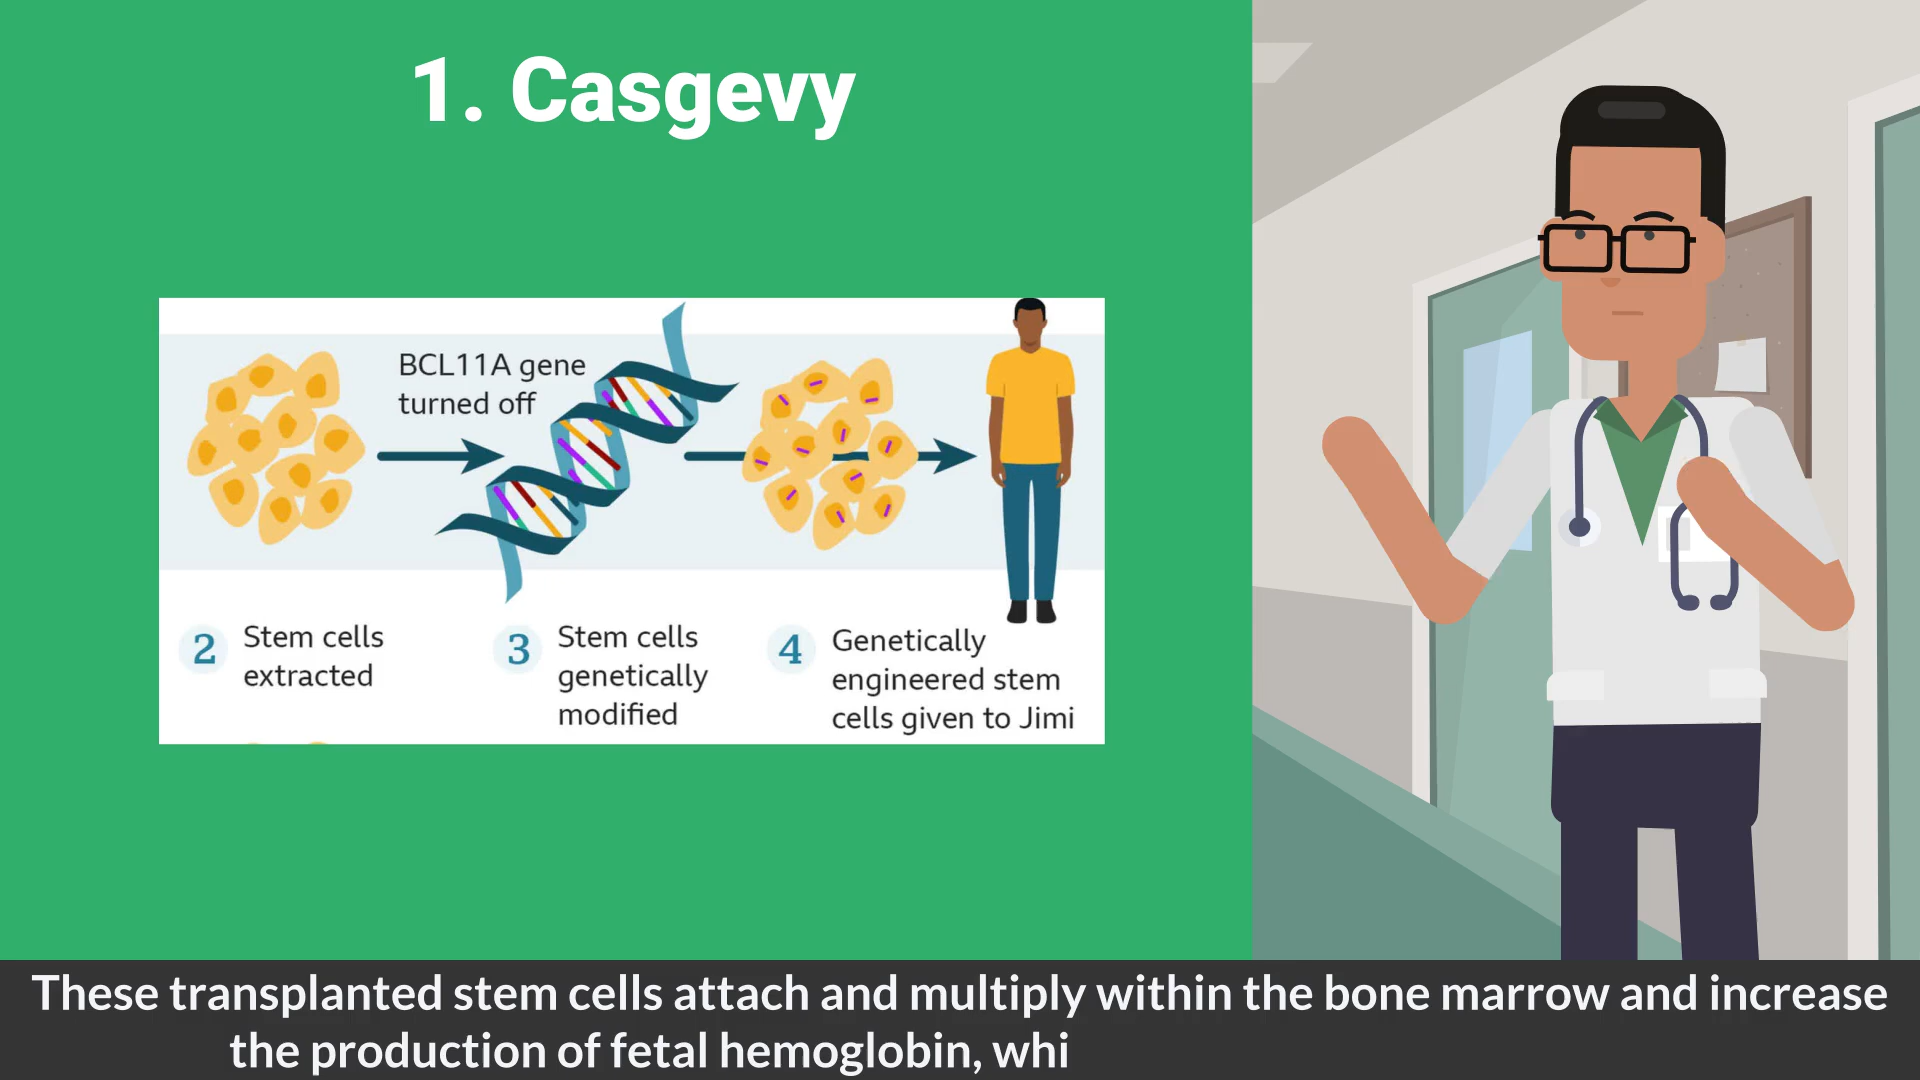 1. Casgevy
BCL11A gene
turned off
2 Stem cells
extracted
3 Stem cells
genetically
modified
4 Genetically
engineered stem
cells given to Jimi
These transplanted stem cells attach and multiply within the bone marrow and increase
the production of fetal hemoglobin, whi